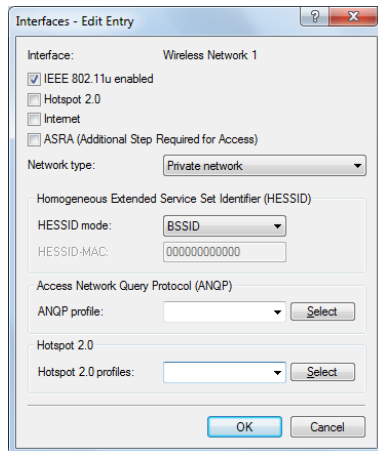 Interfaces - Edit Entry
Interface: Wireless Network 1
IEEE 802.11u enabled
Hotspot 2.0
Internet
ASRA (Additional Step Required for Access)
Network type: Private network
Homogeneous Extended Service Set Identifier (HESSID)
HESSID mode: BSSID
HESSID-MAC: 000000000000
Access Network Query Protocol (ANQP)
ANQP profile: Select
Hotspot 2.0
Hotspot 2.0 profiles: Select
OK Cancel